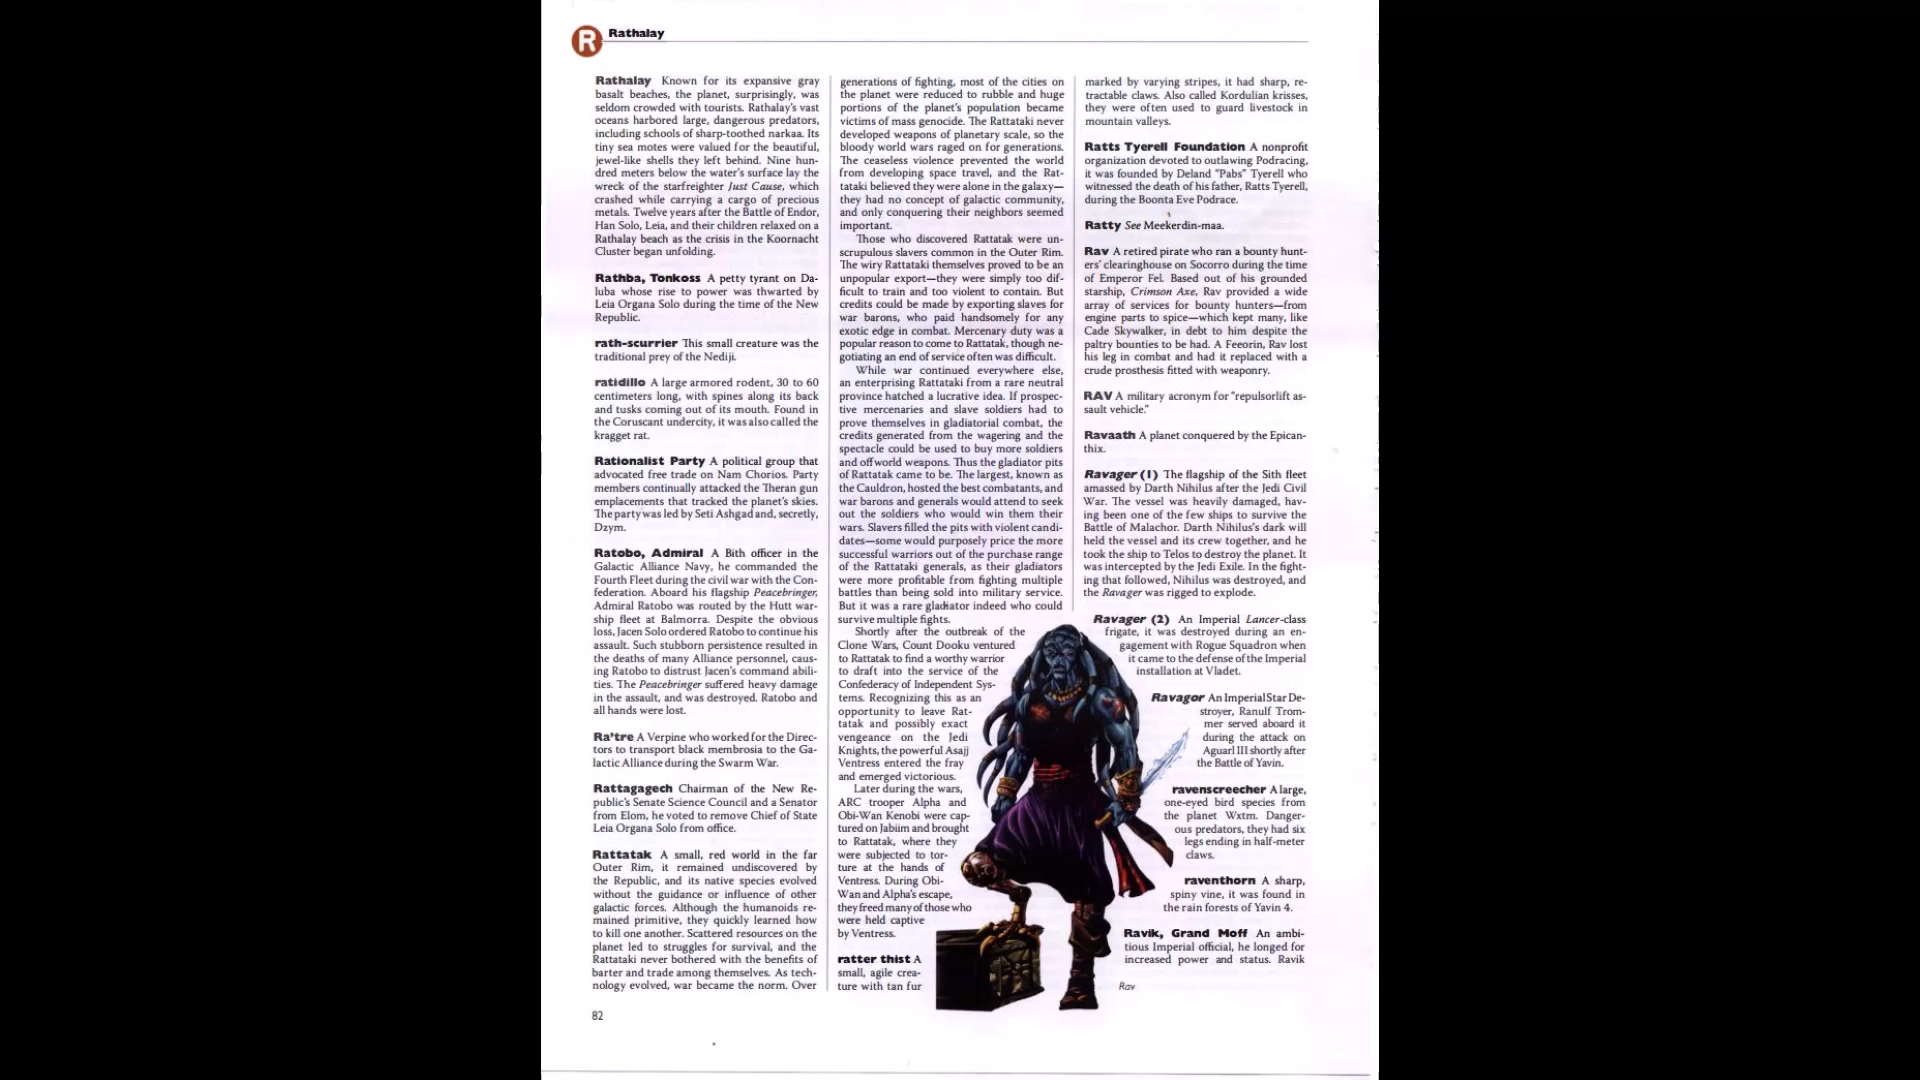 R Rathalay
Rathalay Known for its expansive gray
basalt beaches, the planet, surprisingly, was
seldom crowded with tourists. Rathalay's vast
oceans harbored large, dangerous predators,
including schools of sharp-toothed narkaa. Its
tiny sea motes were valued for the beautiful,
jewel-like shells they left behind. Nine hun-
dred meters below the water's surface lay the
wreck of the starfreighter Just Cause, which
crashed while carrying a cargo of precious
metals. Twelve years after the Battle of Endor,
Han Solo, Leia, and their children relaxed on a
Rathalay beach as the crisis in the Koornacht
Cluster began unfolding.
Rathba, Tonkoss A petty tyrant on Da-
luba whose rise to power was thwarted by
Leia Organa Solo during the time of the New
Republic.
rath-scurrier This small creature was the
traditional prey of the Nediji.
ratidillo A large armored rodent, 30 to 60
centimeters long, with spines along its back
and tusks coming out of its mouth. Found in
the Coruscant undercity, it was also called the
kragget rat.
Rationalist Party A political group that
advocated free trade on Nam Chorios. Party
members continually attacked the Theran gun
emplacements that tracked the planet's skies.
The party was led by Seti Ashgad and, secretly,
Dzym.
Ratobo, Admiral A Bith officer in the
Galactic Alliance Navy, he commanded the
Fourth Fleet during the civil war with the Con-
federation. Aboard his flagship Peacebringer,
Admiral Ratobo was routed by the Hutt war-
ship fleet at Balmorra. Despite the obvious
loss, Jacen Solo ordered Ratobo to continue his
assault. Such stubborn persistence resulted in
the deaths of many Alliance personnel, caus-
ing Ratobo to distrust Jacen's command abili-
ties. The Peacebringer suffered heavy damage
in the assault, and was destroyed. Ratobo and
all hands were lost.
Ra'tre A Verpine who worked for the Direc-
tors to transport black membrosia to the Ga-
lactic Alliance during the Swarm War.
Rattagagech Chairman of the New Re-
public's Senate Science Council and a Senator
from Elom, he voted to remove Chief of State
Leia Organa Solo from office.
Rattatak A small, red world in the far
Outer Rim, it remained undiscovered by
the Republic, and its native species evolved
without the guidance or influence of other
galactic forces. Although the humanoids re-
mained primitive, they quickly learned how
to kill one another. Scattered resources on the
planet led to struggles for survival, and the
Rattataki never bothered with the benefits of
barter and trade among themselves. As tech-
nology evolved, war became the norm. Over
generations of fighting, most of the cities on
the planet were reduced to rubble and huge
portions of the planet's population became
victims of mass genocide. The Rattataki never
developed weapons of planetary scale, so the
bloody world wars raged on for generations.
The ceaseless violence prevented the world
from developing space travel, and the Rat-
tataki believed they were alone in the galaxy—
they had no concept of galactic community,
and only conquering their neighbors seemed
important.
Those who discovered Rattatak were un-
scrupulous slavers common in the Outer Rim.
The wiry Rattataki themselves proved to be an
unpopular export—they were simply too dif-
ficult to train and too violent to contain. But
credits could be made by exporting slaves for
war barons, who paid handsomely for any
exotic edge in combat. Mercenary duty was a
popular reason to come to Rattatak, though ne-
gotiating an end of service often was difficult.
While war continued everywhere else,
an enterprising Rattataki from a rare neutral
province hatched a lucrative idea. If prospec-
tive mercenaries and slave soldiers had to
prove themselves in gladiatorial combat, the
credits generated from the wagering and the
spectacle could be used to buy more soldiers
and offworld weapons. Thus the gladiator pits
of Rattatak came to be. The largest, known as
the Cauldron, hosted the best combatants, and
war barons and generals would attend to seek
out the soldiers who would win them their
wars. Slavers filled the pits with violent candi-
dates—some would purposely price the more
successful warriors out of the purchase range
of the Rattataki generals, as their gladiators
were more profitable from fighting multiple
battles than being sold into military service.
But it was a rare gladiator indeed who could
survive multiple fights.
Shortly after the outbreak of the
Clone Wars, Count Dooku ventured
to Rattatak to find a worthy warrior
to draft into the service of the
Confederacy of Independent Sys-
tems. Recognizing this as an
opportunity to leave Rat-
tatak and possibly exact
vengeance on the Jedi
Knights, the powerful Asajj
Ventress entered the fray
and emerged victorious.
Later during the wars,
ARC trooper Alpha and
Obi-Wan Kenobi were cap-
tured on Jabiim and brought
to Rattatak, where they
were subjected to tor-
ture at the hands of
Ventress. During Obi-
Wan and Alpha's escape,
they freed many of those who
were held captive
by Ventress.
ratter thist A
small, agile crea-
ture with tan fur
marked by varying stripes, it had sharp, re-
tractable claws. Also called Kordulian krisses,
they were often used to guard livestock in
mountain valleys.
Ratts Tyerell Foundation A nonprofit
organization devoted to outlawing Podracing,
it was founded by Deland "Pabs" Tyerell who
witnessed the death of his father, Ratts Tyerell,
during the Boonta Eve Podrace.
Ratty See Meekerdin-maa.
Rav A retired pirate who ran a bounty hunt-
ers' clearinghouse on Socorro during the time
of Emperor Fel. Based out of his grounded
starship, Crimson Axe, Rav provided a wide
array of services for bounty hunters—from
engine parts to spice—which kept many, like
Cade Skywalker, in debt to him despite the
paltry bounties to be had. A Feeorin, Rav lost
his leg in combat and had it replaced with a
crude prosthesis fitted with weaponry.
RAV A military acronym for "repulsorlift as-
sault vehicle."
Ravaath A planet conquered by the Epican-
thix.
Ravager (1) The flagship of the Sith fleet
amassed by Darth Nihilus after the Jedi Civil
War. The vessel was heavily damaged, hav-
ing been one of the few ships to survive the
Battle of Malachor. Darth Nihilus's dark will
held the vessel and its crew together, and he
took the ship to Telos to destroy the planet. It
was intercepted by the Jedi Exile. In the fight-
ing that followed, Nihilus was destroyed, and
the Ravager was rigged to explode.
Ravager (2) An Imperial Lancer-class
frigate, it was destroyed during an en-
gagement with Rogue Squadron when
it came to the defense of the Imperial
installation at Vladet.
Ravagor An Imperial Star De-
stroyer, Ranulf Trom-
mer served aboard it
during the attack on
Aguarl III shortly after
the Battle of Yavin.
ravenscreecher A large,
one-eyed bird species from
the planet Wxtm. Danger-
ous predators, they had six
legs ending in half-meter
claws.
raventhorn A sharp,
spiny vine, it was found in
the rain forests of Yavin 4.
Ravik, Grand Moff An ambi-
tious Imperial official, he longed for
increased power and status. Ravik
Rav
82